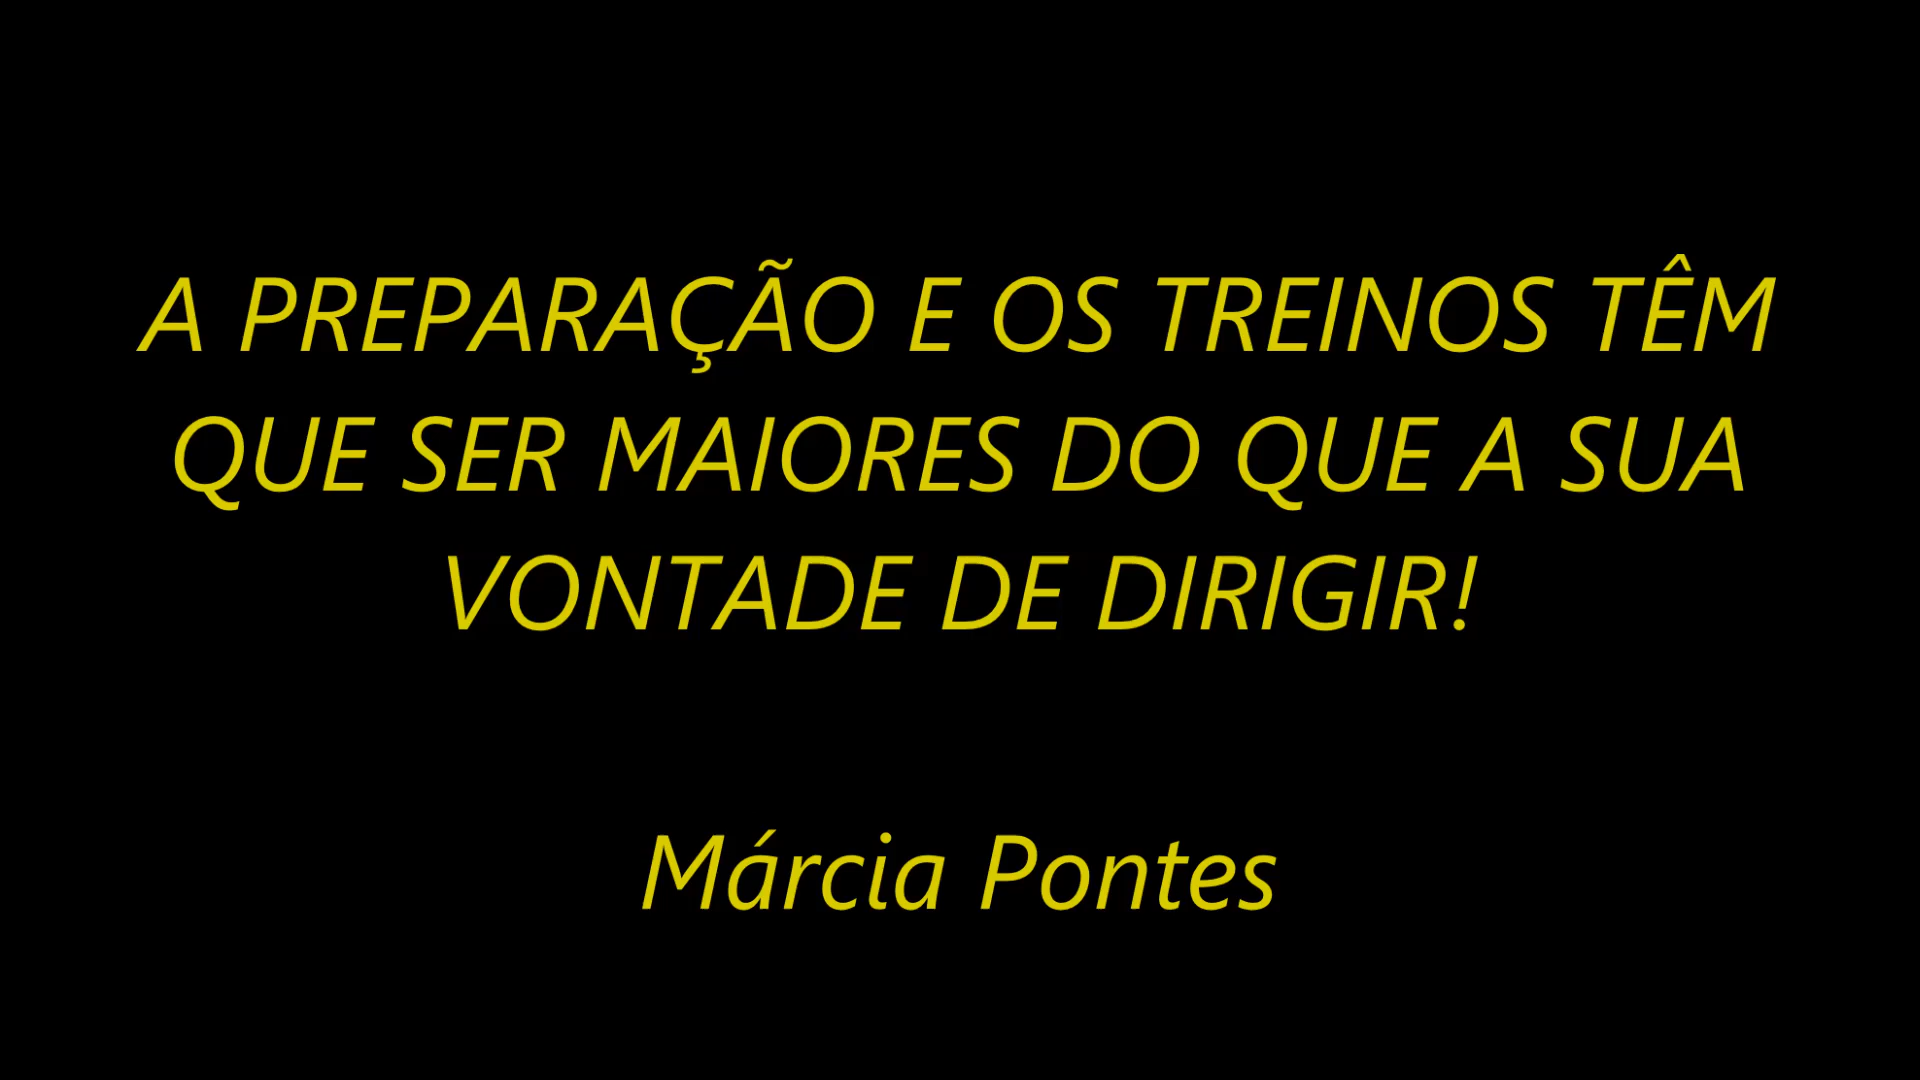 A PREPARAÇÃO E OS TREINOS TÊM
QUE SER MAIORES DO QUE A SUA
VONTADE DE DIRIGIR!
Márcia Pontes